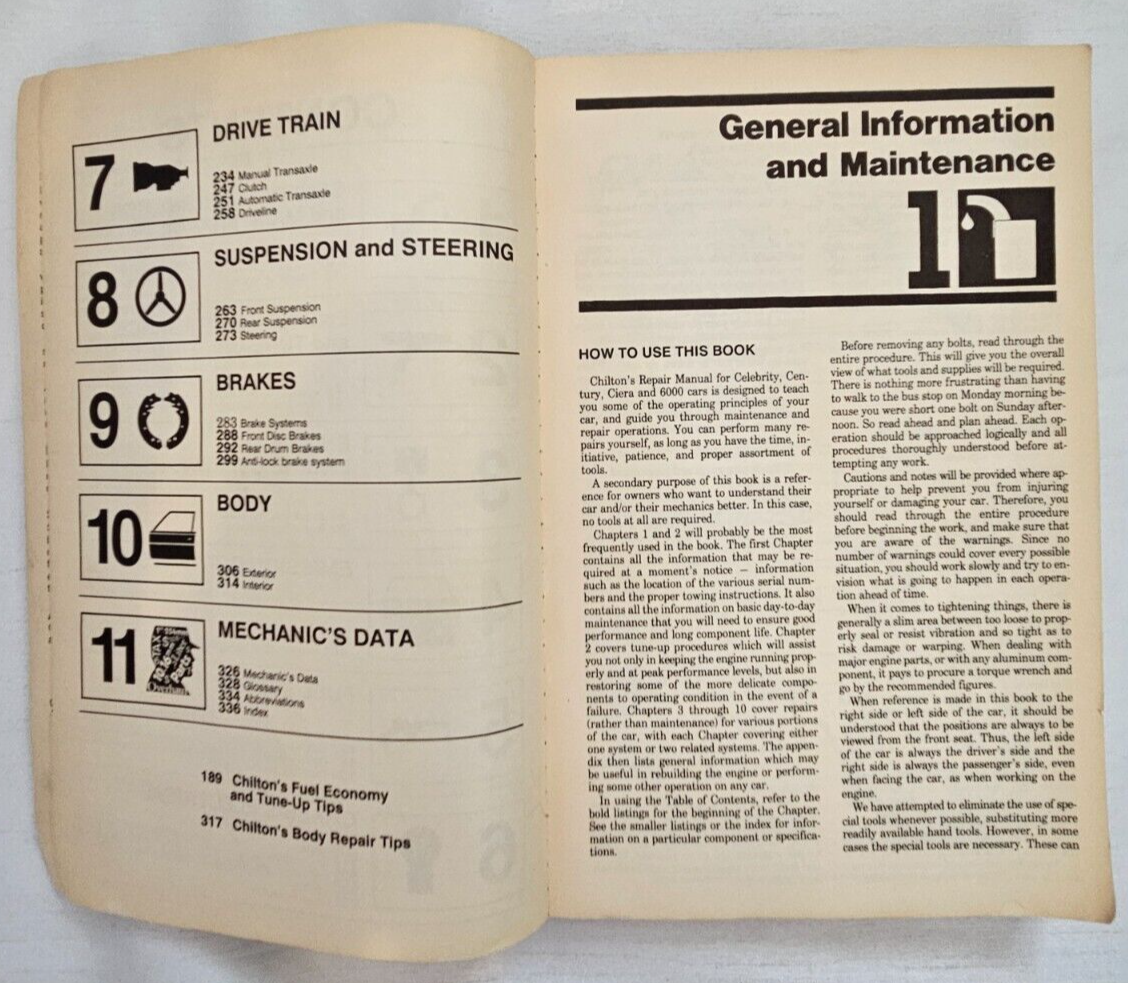 7
DRIVE TRAIN
234 Manual Transaxle
247 Clutch
251 Automatic Transaxle
258 Driveline
8
SUSPENSION and STEERING
263 Front Suspension
270 Rear Suspension
273 Steering
9
BRAKES
283 Brake Systems
288 Front Disc Brakes
292 Rear Drum Brakes
299 Anti-lock brake system
10
BODY
306 Exterior
314 Interior
11
MECHANIC'S DATA
326 Mechanic's Data
328 Glossary
334 Abbreviations
336 Index
189 Chilton's Fuel Economy
and Tune-Up Tips
317 Chilton's Body Repair Tips
General Information
and Maintenance
1
HOW TO USE THIS BOOK
Chilton's Repair Manual for Celebrity, Cen-
tury, Ciera and 6000 cars is designed to teach
you some of the operating principles of your
car, and guide you through maintenance and
repair operations. You can perform many re-
pairs yourself, as long as you have the time, in-
itiative, patience, and proper assortment of
tools.
A secondary purpose of this book is a refer-
ence for owners who want to understand their
car and/or their mechanics better. In this case,
no tools at all are required.
Chapters 1 and 2 will probably be the most
frequently used in the book. The first Chapter
contains all the information that may be re-
quired at a moment's notice — information
such as the location of the various serial num-
bers and the proper towing instructions. It also
contains all the information on basic day-to-day
maintenance that you will need to ensure good
performance and long component life. Chapter
2 covers tune-up procedures which will assist
you not only in keeping the engine running prop-
erly and at peak performance levels, but also in
restoring some of the more delicate compo-
nents to operating condition in the event of a
failure. Chapters 3 through 10 cover repairs
(rather than maintenance) for various portions
of the car, with each Chapter covering either
one system or two related systems. The appen-
dix then lists general information which may
be useful in rebuilding the engine or perform-
ing some other operation on any car.
In using the Table of Contents, refer to the
bold listings for the beginning of the Chapter.
See the smaller listings or the index for infor-
mation on a particular component or specifica-
tions.
Before removing any bolts, read through the
entire procedure. This will give you the overall
view of what tools and supplies will be required.
There is nothing more frustrating than having
to walk to the bus stop on Monday morning be-
cause you were short one bolt on Sunday after-
noon. So read ahead and plan ahead. Each op-
eration should be approached logically and all
procedures thoroughly understood before at-
tempting any work.
Cautions and notes will be provided where ap-
propriate to help prevent you from injuring
yourself or damaging your car. Therefore, you
should read through the entire procedure
before beginning the work, and make sure that
you are aware of the warnings. Since no
number of warnings could cover every possible
situation, you should work slowly and try to en-
vision what is going to happen in each opera-
tion ahead of time.
When it comes to tightening things, there is
generally a slim area between too loose to prop-
erly seal or resist vibration and so tight as to
risk damage or warping. When dealing with
major engine parts, or with any aluminum com-
ponent, it pays to procure a torque wrench and
go by the recommended figures.
When reference is made in this book to the
right side or left side of the car, it should be
understood that the positions are always to be
viewed from the front seat. Thus, the left side
of the car is always the driver's side and the
right side is always the passenger's side, even
when facing the car, as when working on the
engine.
We have attempted to eliminate the use of spe-
cial tools whenever possible, substituting more
readily available hand tools. However, in some
cases the special tools are necessary. These can